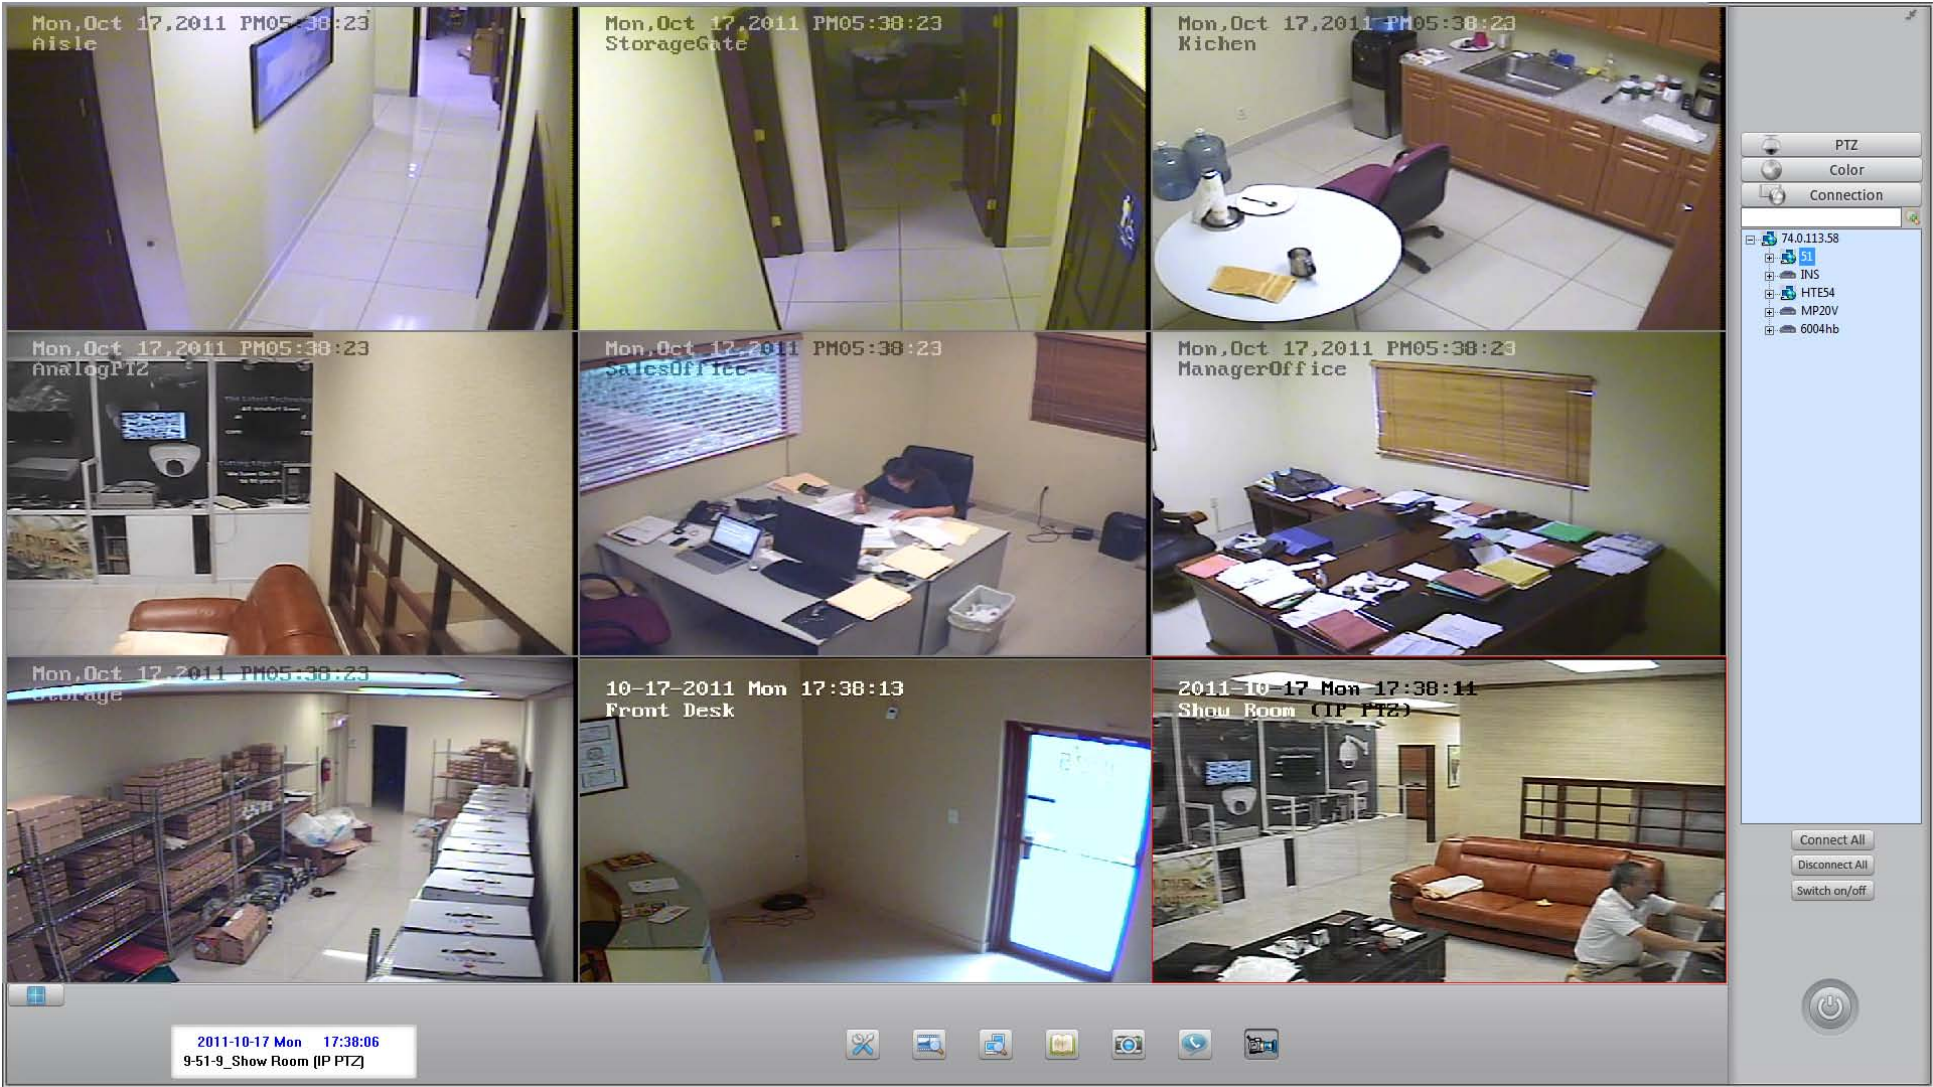 Mon,Oct 17,2011 PM05:38:23
Aisle
Mon,Oct 17,2011 PM05:38:23
StorageGate
Mon,Oct 17,2011 PM05:38:23
Kichen
Mon,Oct 17,2011 PM05:38:23
AnalogPTZ
The Latest Technology
Mon,Oct 17,2011 PM05:38:23
SalesOffice
Mon,Oct 17,2011 PM05:38:23
ManagerOffice
Mon,Oct 17,2011 PM05:38:23
Storage
10-17-2011 Mon 17:38:13
Front Desk
2011-10-17 Mon 17:38:11
Show Room (IP PTZ)
PTZ
Color
Connection
74.0.113.58
51
INS
HTE54
MP20V
6004hb
Connect All
Disconnect All
Switch on/off
2011-10-17 Mon 17:38:06
9-51-9_Show Room (IP PTZ)